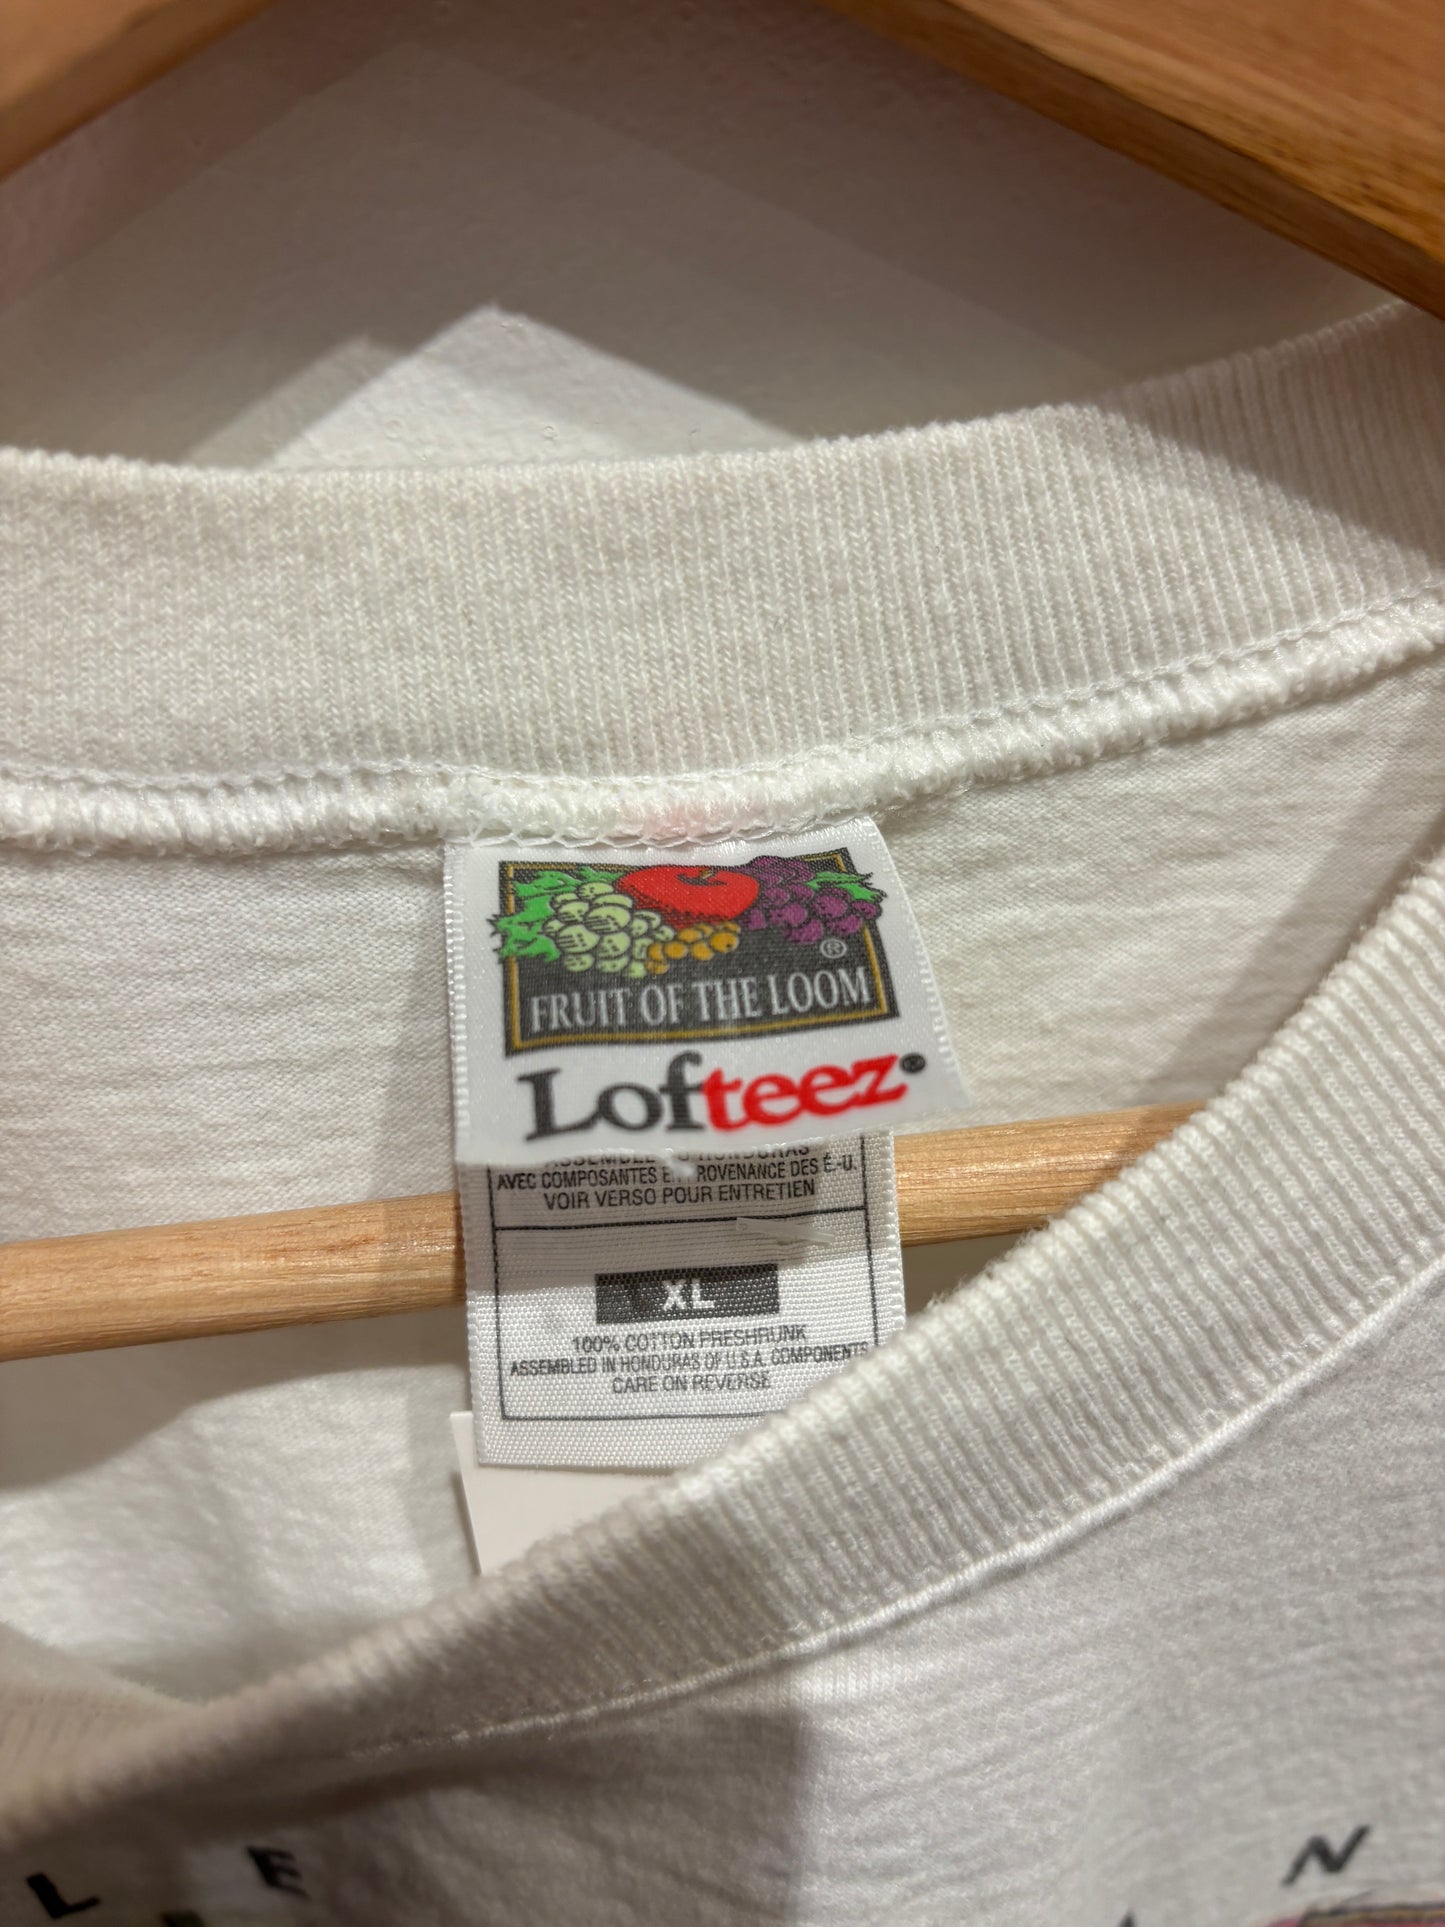 ®
FRUIT OF THE LOOM
Lofteez®
AVEC COMPOSANTES EN PROVENANCE DES É.-U.
VOIR VERSO POUR ENTRETIEN
XL
100% COTTON PRESHRUNK
ASSEMBLED IN HONDURAS OF U.S.A. COMPONENTS
CARE ON REVERSE
L E
N